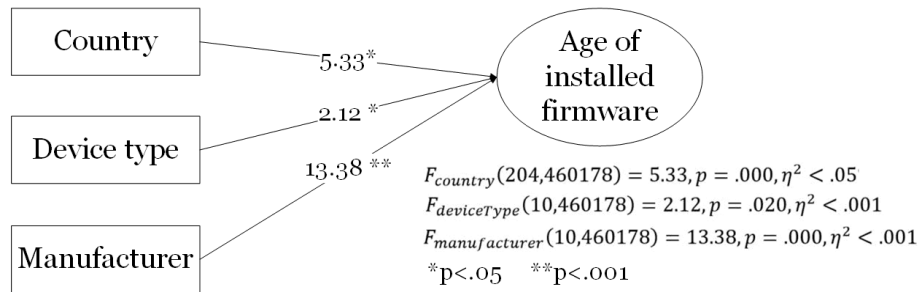 Country
5.33*
Age of
installed
firmware
2.12 *
Device type
13.38 **
Manufacturer
F_country(204,460178) = 5.33, p = .000, η² < .05
F_deviceType(10,460178) = 2.12, p = .020, η² < .001
F_manufacturer(10,460178) = 13.38, p = .000, η² < .001
*p<.05 **p<.001